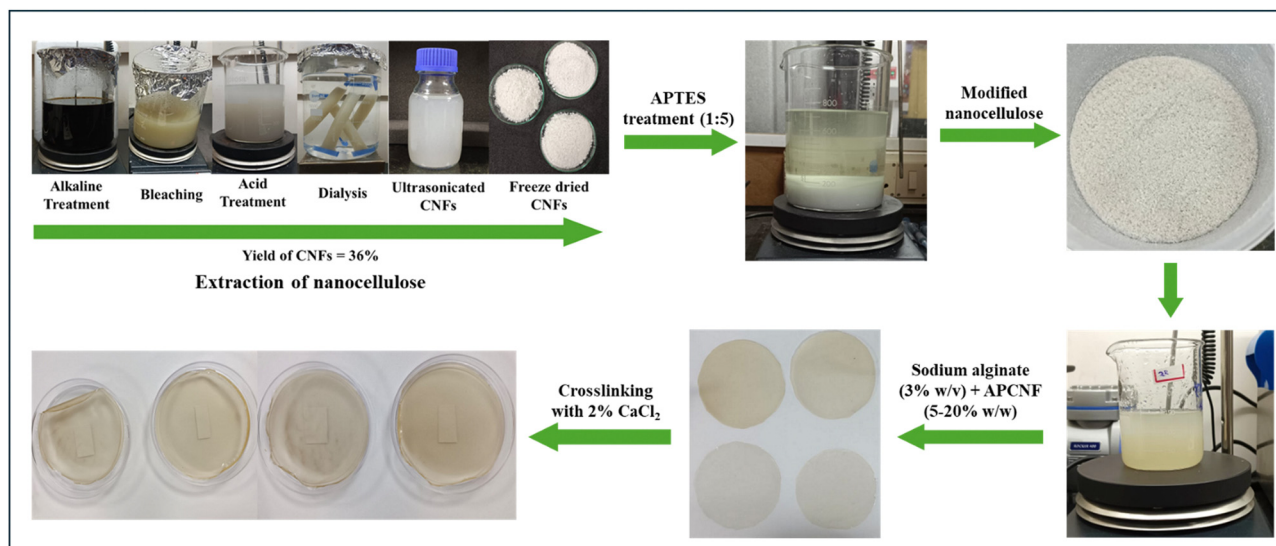 Alkaline
Treatment
Bleaching
Acid
Treatment
Dialysis
Ultrasonicated
CNFs
Freeze dried
CNFs
Yield of CNFs = 36%
Extraction of nanocellulose
APTES
treatment (1:5)
800
Modified
nanocellulose
Sodium alginate
(3% w/v) + APCNF
(5-20% w/w)
Crosslinking
with 2% CaCl₂